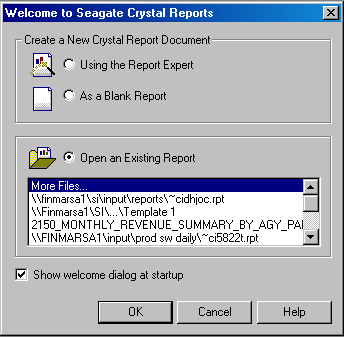 Welcome to Seagate Crystal Reports
Create a New Crystal Report Document
Using the Report Expert
As a Blank Report
Open an Existing Report
More Files...
\\finmarsa1\si\input\reports\~cidhjoc.rpt
\\Finmarsa1\SI\...\Template 1
2150_MONTHLY_REVENUE_SUMMARY_BY_AGY_PAI
\\FINMARSA1\input\prod sw daily\~ci5822t.rpt
Show welcome dialog at startup
OK
Cancel
Help